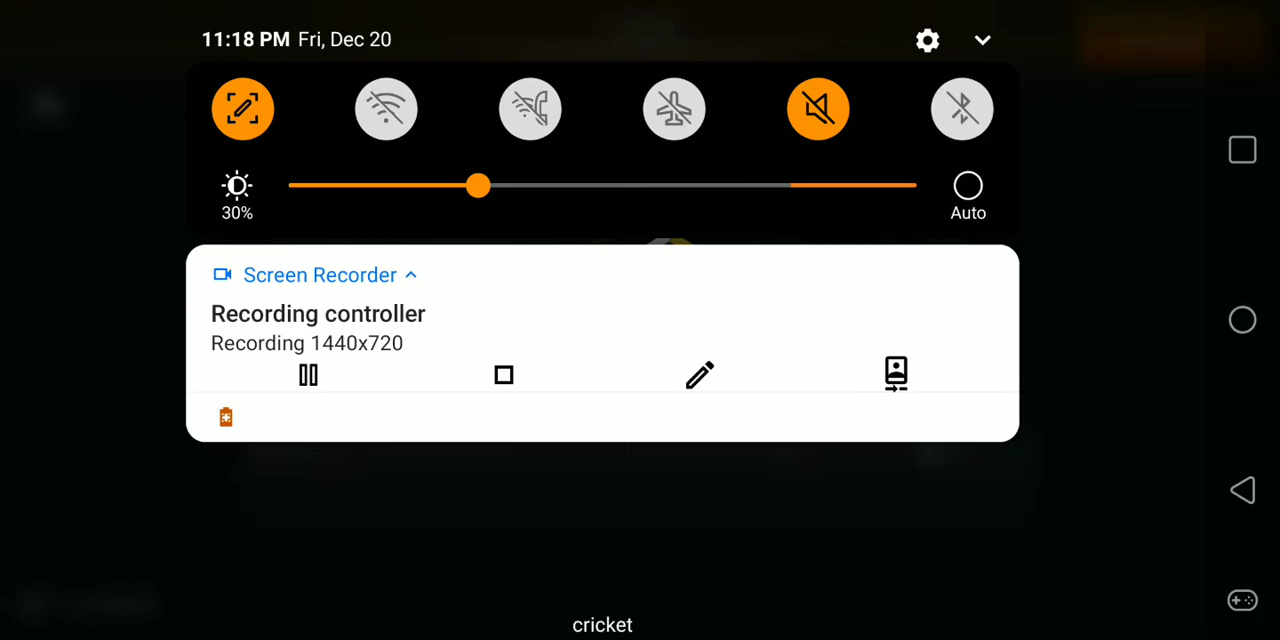 11:18 PM Fri, Dec 20
30%
Auto
Screen Recorder
Recording controller
Recording 1440x720
cricket